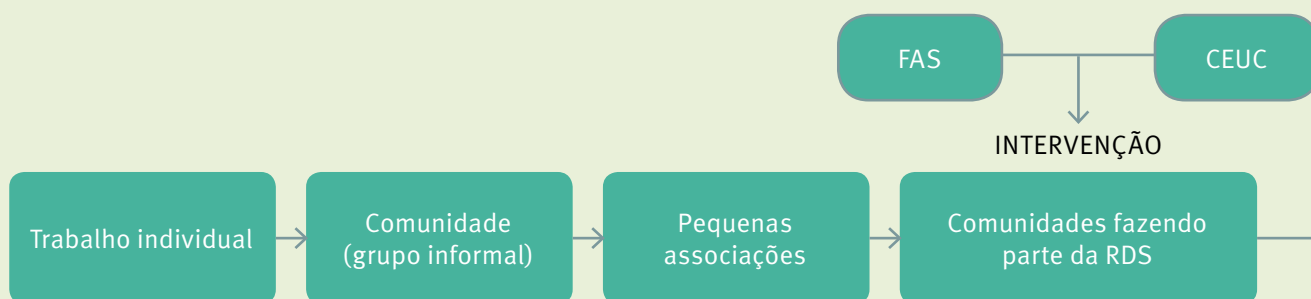 FAS
CEUC
INTERVENÇÃO
Trabalho individual
Comunidade
(grupo informal)
Pequenas
associações
Comunidades fazendo
parte da RDS